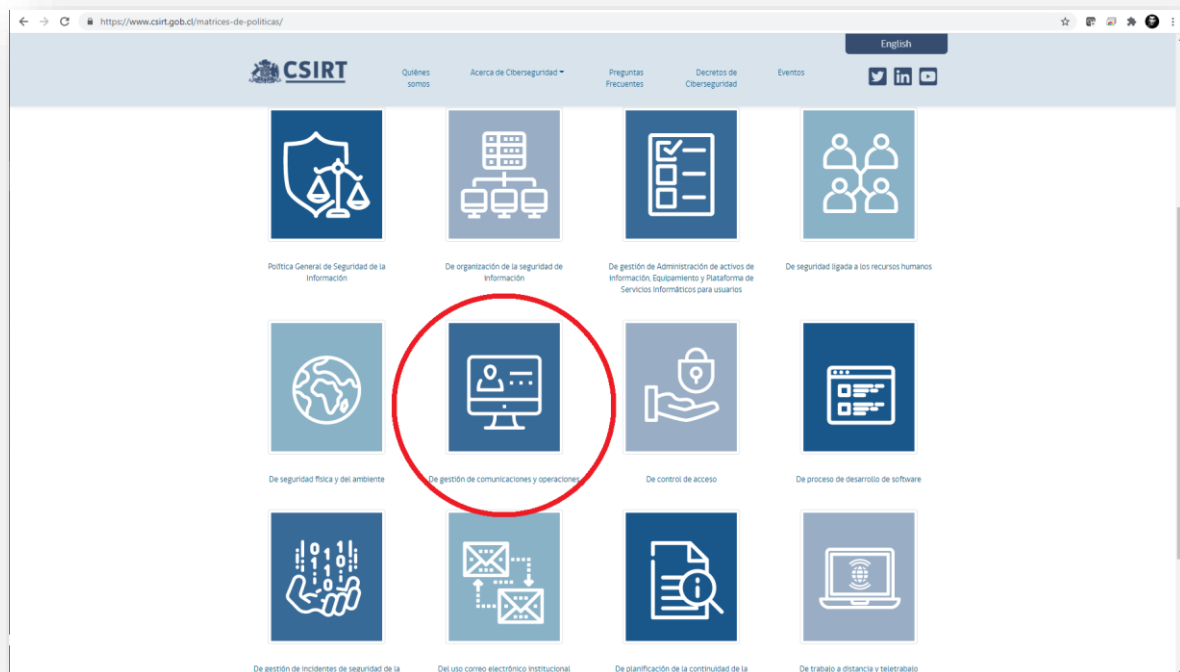 https://www.csirt.gob.cl/matrices-de-politicas/
English
CSIRT
Quiénes
somos
Acerca de Ciberseguridad
Preguntas
Frecuentes
Decretos de
Ciberseguridad
Eventos
Política General de Seguridad de la
Información
De organización de la seguridad de
información
De gestión de Administración de activos de
Información, Equipamiento y Plataforma de
Servicios Informáticos para usuarios
De seguridad ligada a los recursos humanos
De seguridad física y del ambiente
De gestión de comunicaciones y operaciones
De control de acceso
De proceso de desarrollo de software
De gestión de incidentes de seguridad de la
Del uso correo electrónico institucional
De planificación de la continuidad de la
De trabajo a distancia y teletrabajo